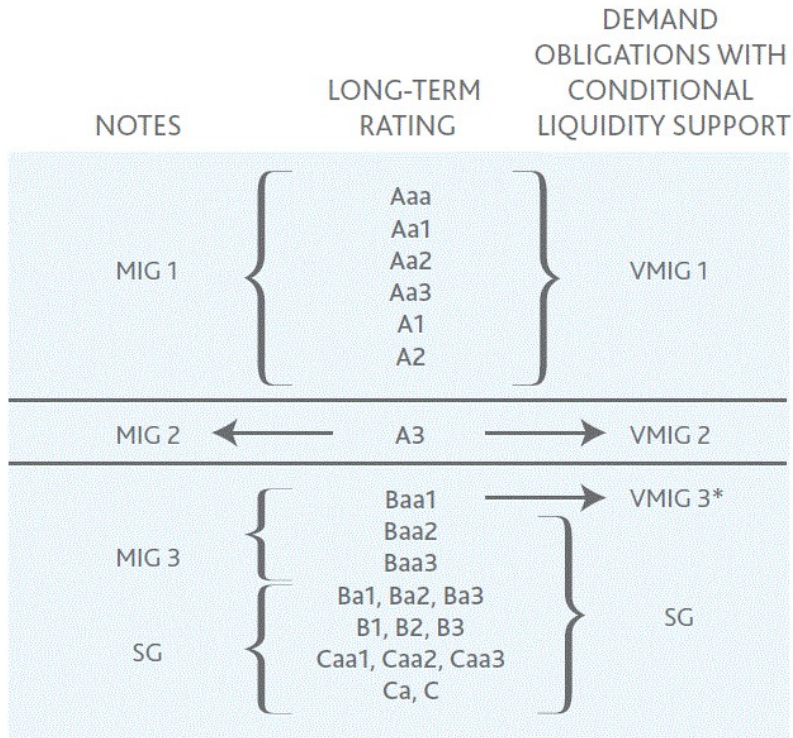 NOTES
LONG-TERM
RATING
DEMAND
OBLIGATIONS WITH
CONDITIONAL
LIQUIDITY SUPPORT
MIG 1
Aaa
Aa1
Aa2
Aa3
A1
A2
VMIG 1
MIG 2
A3
VMIG 2
MIG 3
Baa1
Baa2
Baa3
VMIG 3*
SG
Ba1, Ba2, Ba3
B1, B2, B3
Caa1, Caa2, Caa3
Ca, C
SG